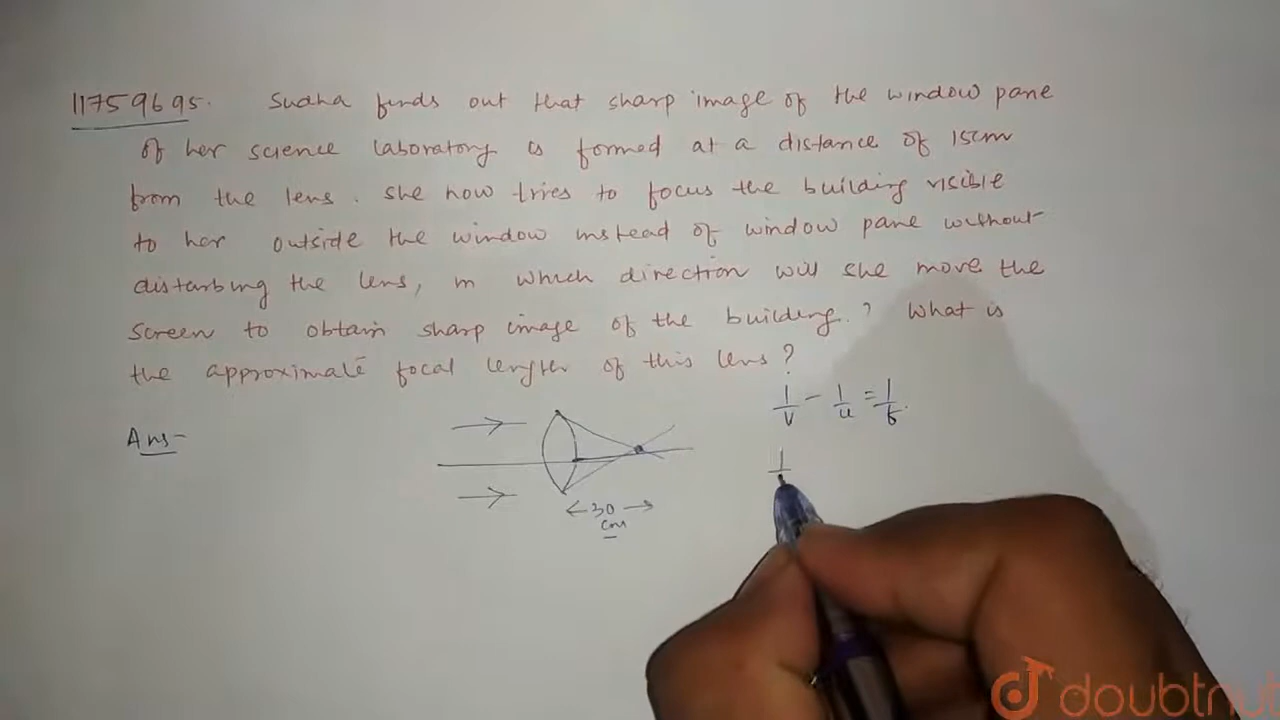 11759695. Sudha finds out that sharp image of the window pane
of her science laboratory is formed at a distance of 15cm
from the lens. She now tries to focus the building visible
to her outside the window instead of window pane without
disturbing the lens, in which direction will she move the
screen to obtain sharp image of the building? What is
the approximate focal length of this lens?
1/v - 1/u = 1/f
Ans-
1
30
cm
doubtnut